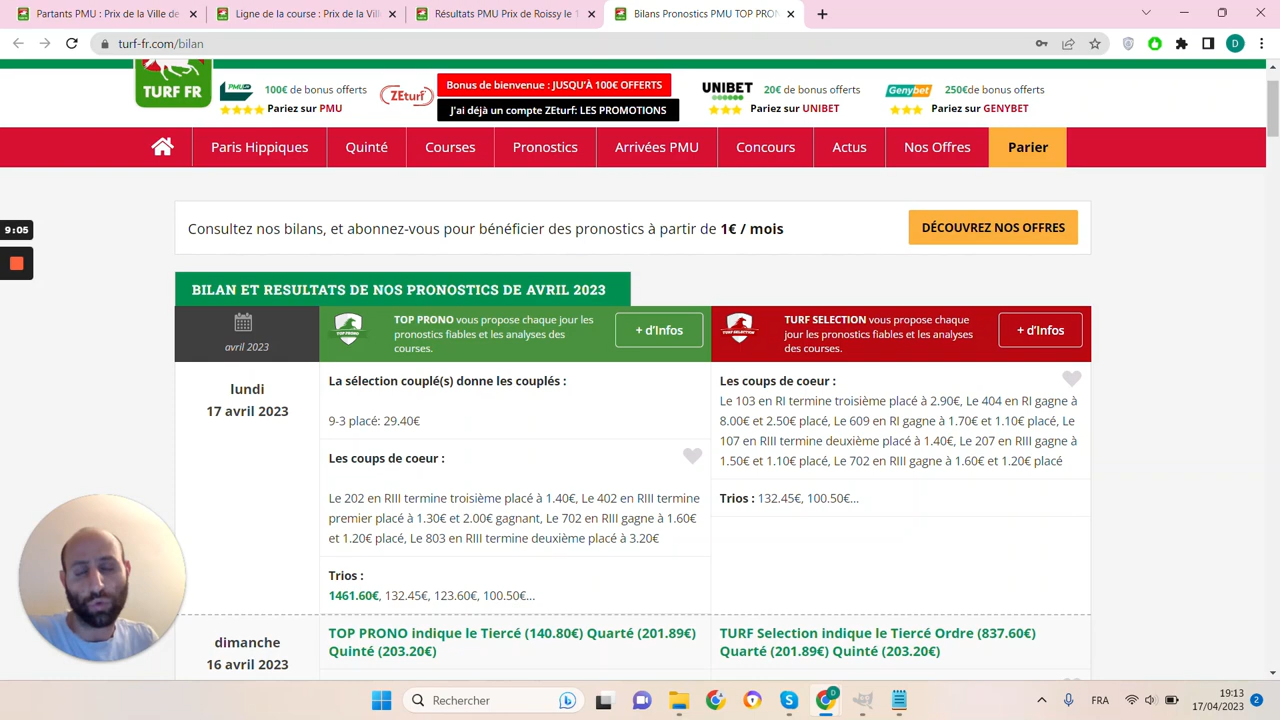 Partants PMU : Prix de la Ville de
Ligne de la course : Prix de la Vill
Résultats PMU Prix de Roissy le 1
Bilans Pronostics PMU TOP PRON
turf-fr.com/bilan
D
TURF FR
PMU
100€ de bonus offerts
Pariez sur PMU
ZEturf
Bonus de bienvenue : JUSQU'À 100€ OFFERTS
J'ai déjà un compte ZEturf: LES PROMOTIONS
UNIBET
20€ de bonus offerts
Pariez sur UNIBET
Genybet
250€de bonus offerts
Pariez sur GENYBET
Paris Hippiques
Quinté
Courses
Pronostics
Arrivées PMU
Concours
Actus
Nos Offres
Parier
9:05
Consultez nos bilans, et abonnez-vous pour bénéficier des pronostics à partir de 1€ / mois
DÉCOUVREZ NOS OFFRES
BILAN ET RESULTATS DE NOS PRONOSTICS DE AVRIL 2023
avril 2023
TOP PRONO
TOP PRONO vous propose chaque jour les
pronostics fiables et les analyses des
courses.
+ d'Infos
TURF SELECTION
TURF SELECTION vous propose chaque
jour les pronostics fiables et les analyses
des courses.
+ d'Infos
lundi
17 avril 2023
La sélection couplé(s) donne les couplés :
9-3 placé: 29.40€
Les coups de coeur :
Le 202 en RIII termine troisième placé à 1.40€, Le 402 en RIII termine
premier placé à 1.30€ et 2.00€ gagnant, Le 702 en RIII gagne à 1.60€
et 1.20€ placé, Le 803 en RIII termine deuxième placé à 3.20€
Trios :
1461.60€, 132.45€, 123.60€, 100.50€...
Les coups de coeur :
Le 103 en RI termine troisième placé à 2.90€, Le 404 en RI gagne à
8.00€ et 2.50€ placé, Le 609 en RI gagne à 1.70€ et 1.10€ placé, Le
107 en RIII termine deuxième placé à 1.40€, Le 207 en RIII gagne à
1.50€ et 1.10€ placé, Le 702 en RIII gagne à 1.60€ et 1.20€ placé
Trios : 132.45€, 100.50€...
dimanche
16 avril 2023
TOP PRONO indique le Tiercé (140.80€) Quarté (201.89€)
Quinté (203.20€)
TURF Selection indique le Tiercé Ordre (837.60€)
Quarté (201.89€) Quinté (203.20€)
Rechercher
D
FRA
19:13
17/04/2023
2